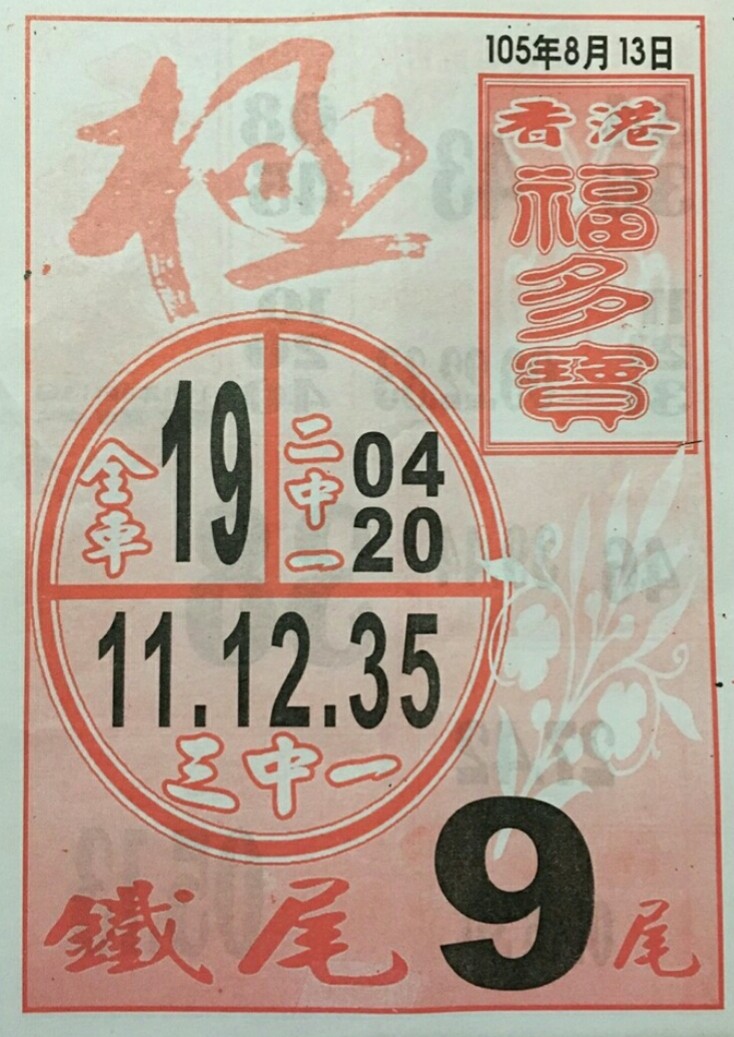 105年8月13日
極
香港
福多寶
全車
19
二中一
04
20
11.12.35
三中一
鐵尾9尾